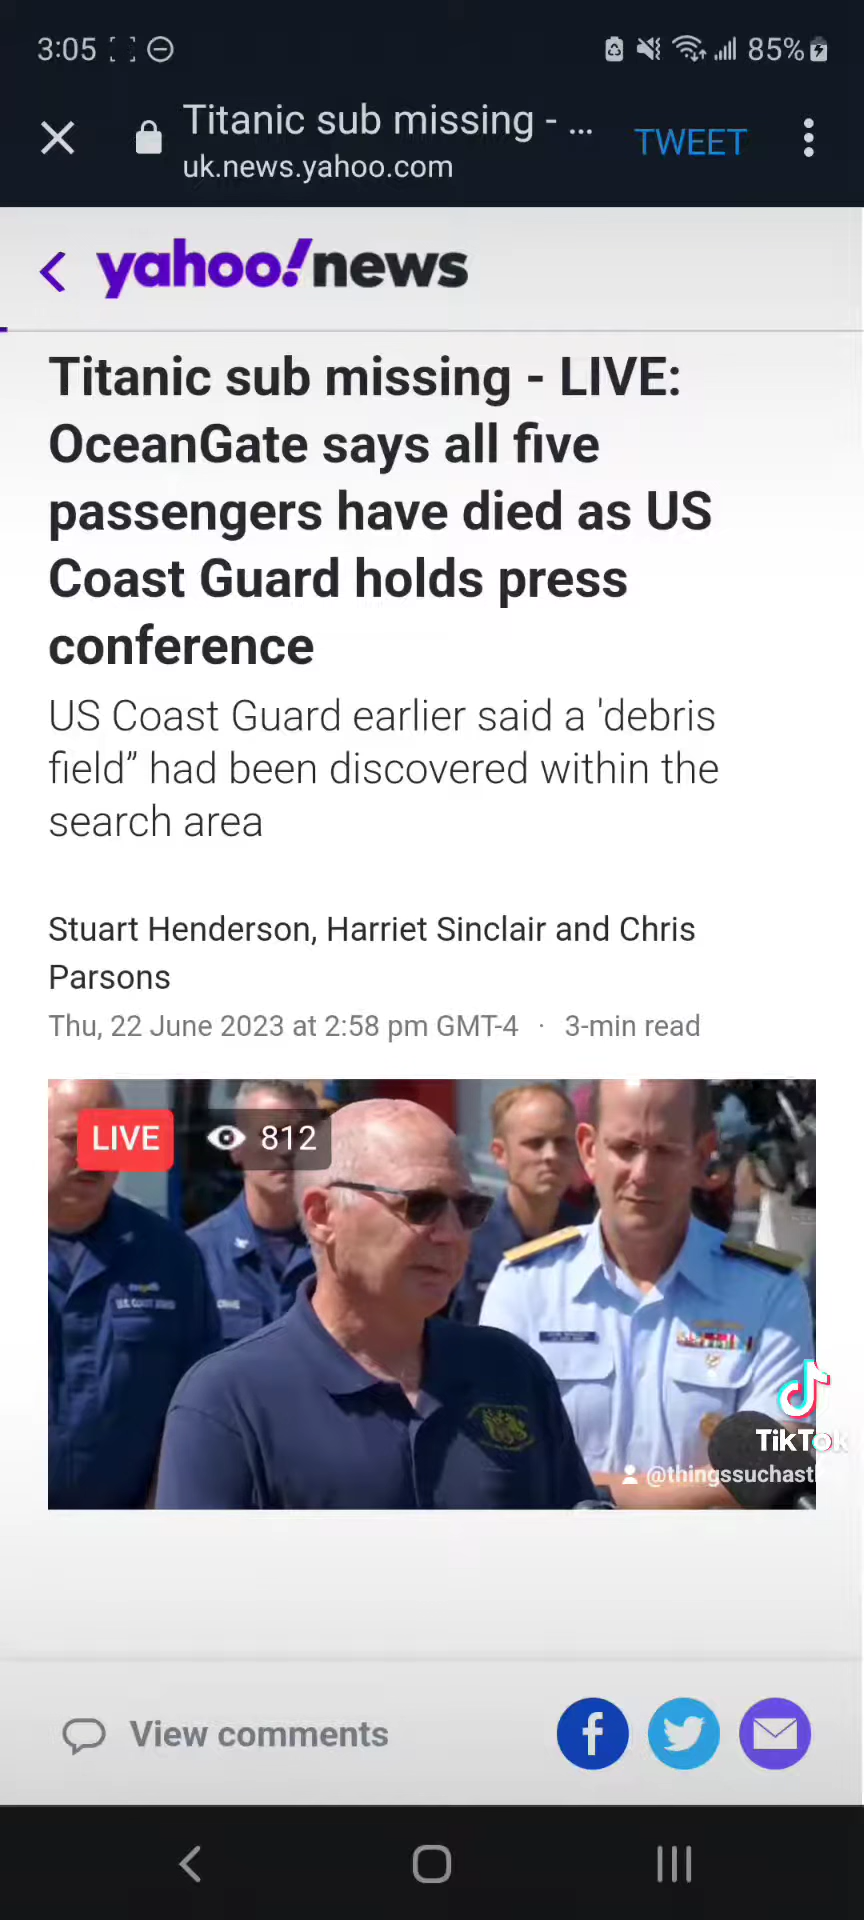 3:05
85%
Titanic sub missing - ...
uk.news.yahoo.com
TWEET
yahoo!news
Titanic sub missing - LIVE:
OceanGate says all five
passengers have died as US
Coast Guard holds press
conference
US Coast Guard earlier said a 'debris
field” had been discovered within the
search area
Stuart Henderson, Harriet Sinclair and Chris
Parsons
Thu, 22 June 2023 at 2:58 pm GMT-4 · 3-min read
LIVE
812
TikTok
@thingssuchast
View comments